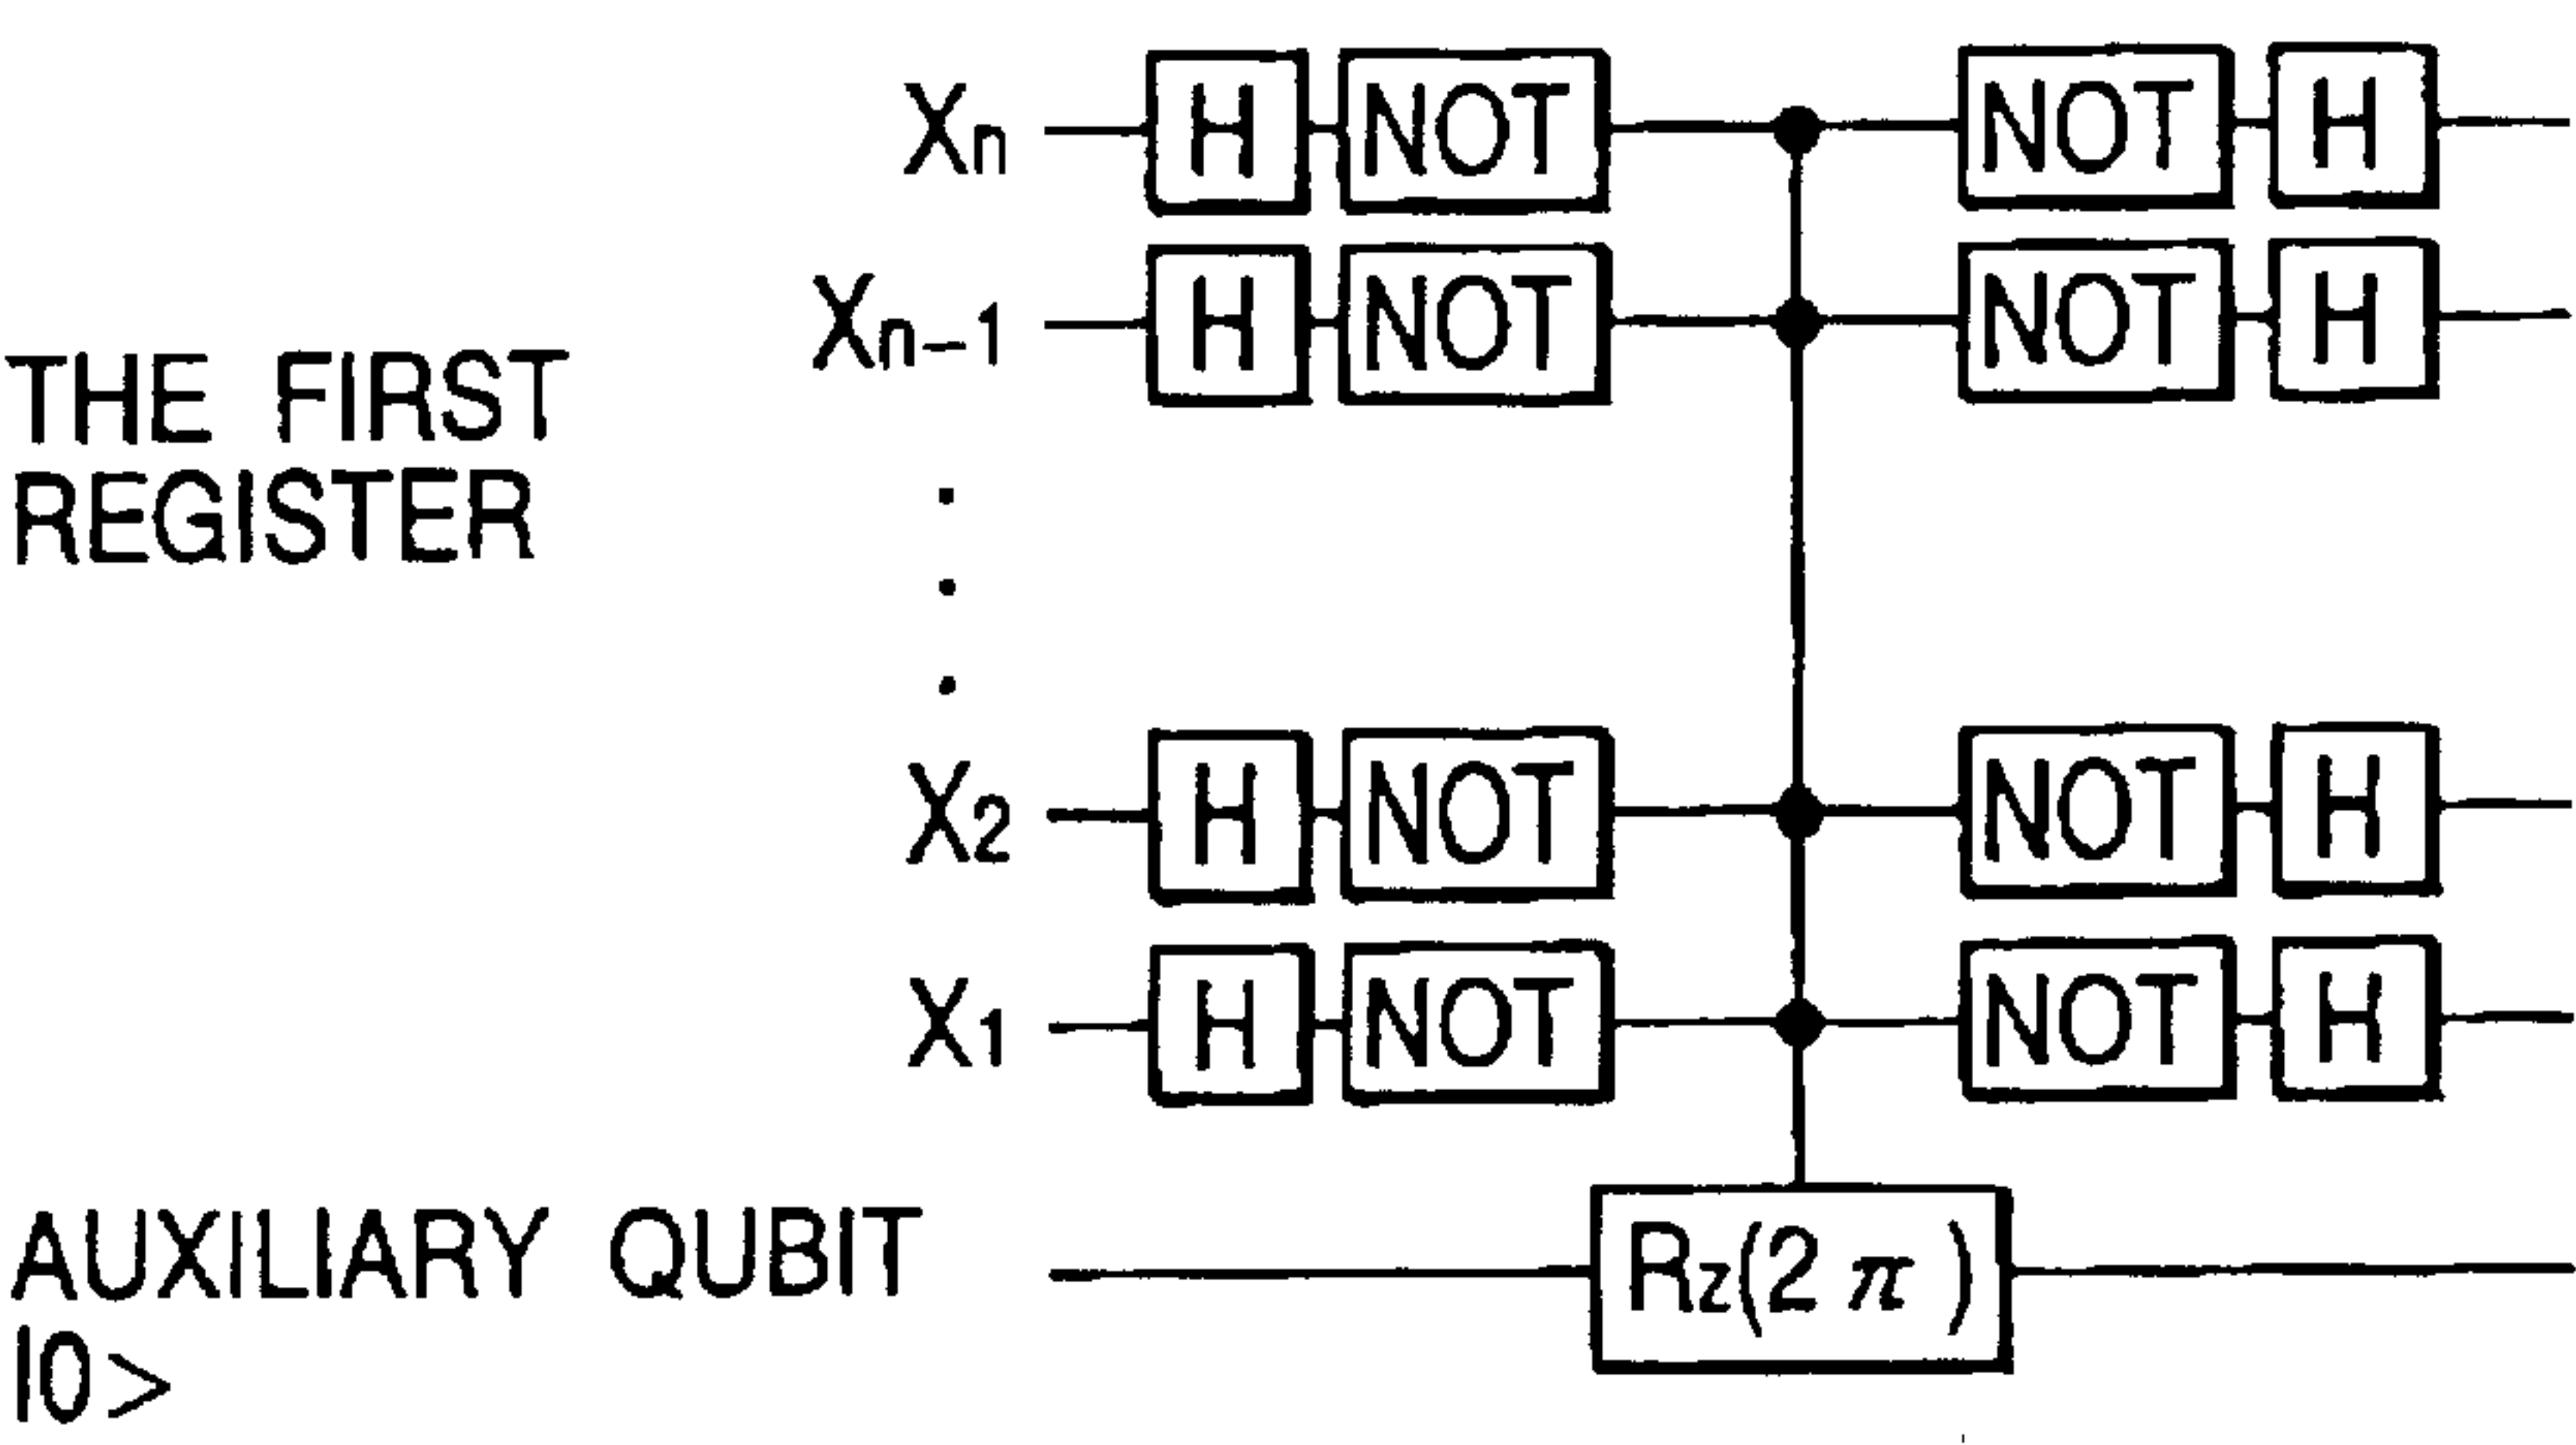 Xn H NOT NOT H
Xn-1 H NOT NOT H
THE FIRST
REGISTER
X2 H NOT NOT H
X1 H NOT NOT H
AUXILIARY QUBIT Rz(2π)
|0>